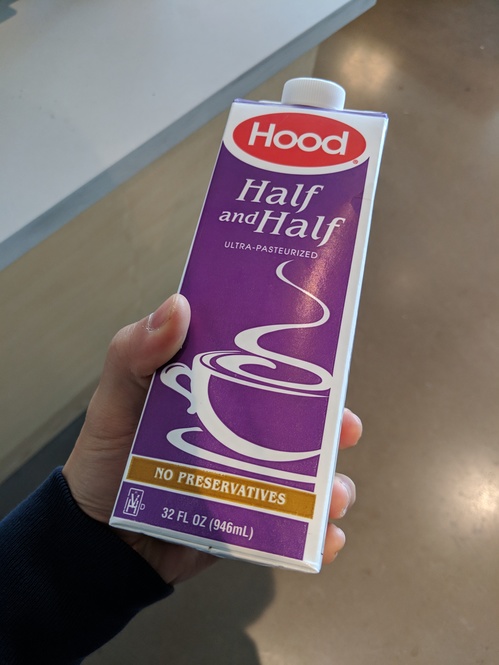 Hood
Half
and Half
ULTRA-PASTEURIZED
NO PRESERVATIVES
D
32 FL OZ (946mL)